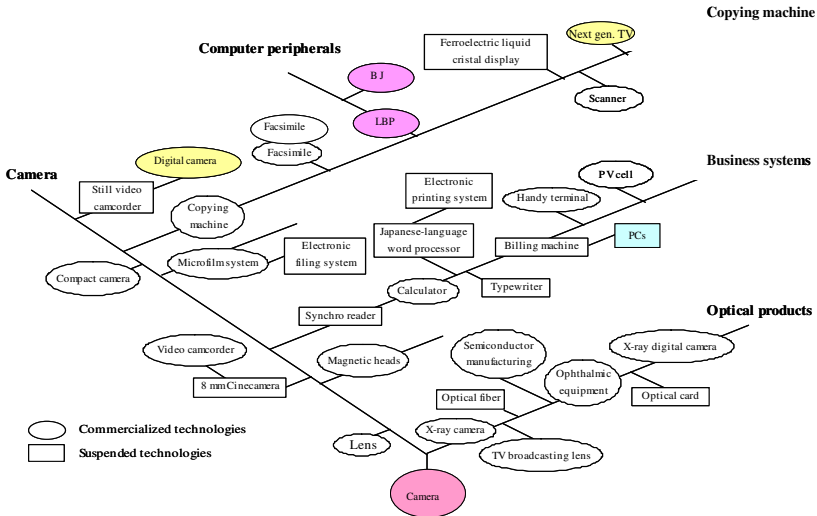 Copying machine
Next gen. TV
Ferroelectric liquid
cristal display
Computer peripherals
BJ
Scanner
LBP
Facsimile
Facsimile
Digital camera
Camera
Still video
camcorder
Copying
machine
Business systems
PV cell
Electronic
printing system
Handy terminal
Japanese-language
word processor
Billing machine
PCs
Electronic
filing system
Microfilm system
Compact camera
Calculator
Typewriter
Synchro reader
Optical products
X-ray digital camera
Semiconductor
manufacturing
Video camcorder
Magnetic heads
Ophthalmic
equipment
8 mmCinecamera
Optical fiber
Optical card
Commercialized technologies
X-ray camera
Lens
Suspended technologies
TV broadcasting lens
Camera